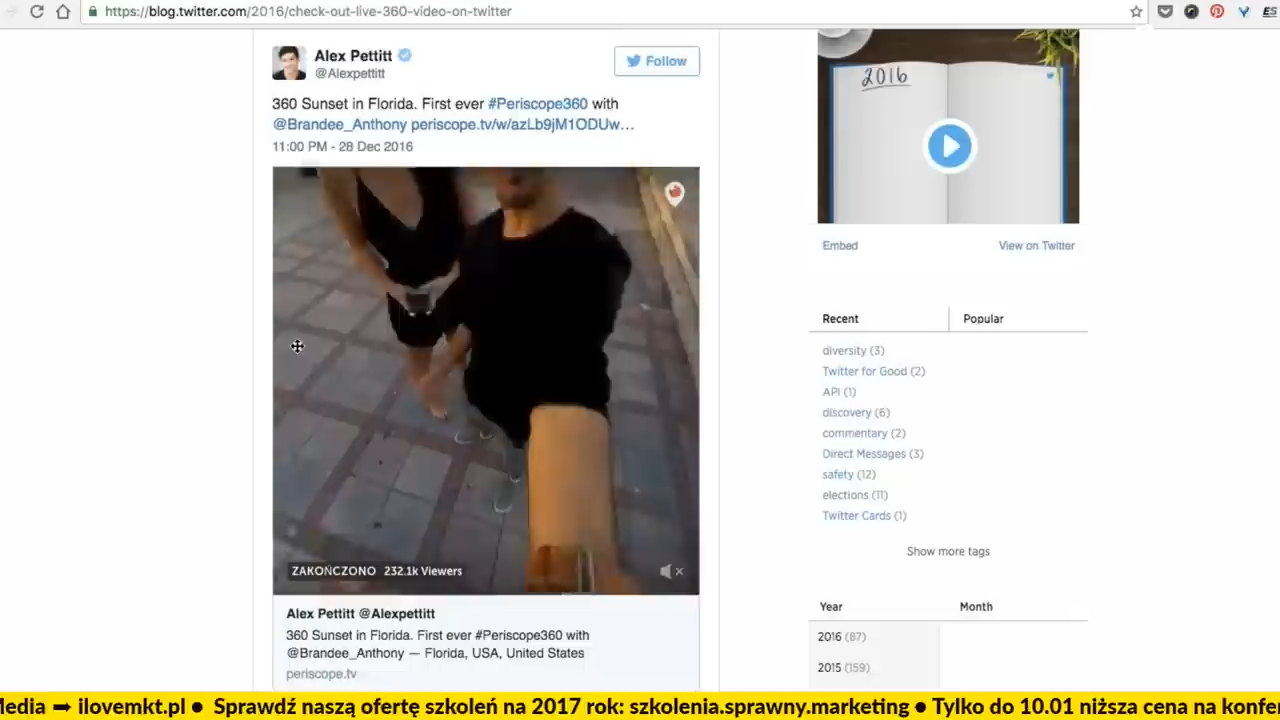 https://blog.twitter.com/2016/check-out-live-360-video-on-twitter
ES
Alex Pettitt
@Alexpettitt
Follow
360 Sunset in Florida. First ever #Periscope360 with
@Brandee_Anthony periscope.tv/w/azLb9jM1ODUw…
11:00 PM - 28 Dec 2016
ZAKOŃCZONO 232.1k Viewers
Alex Pettitt @Alexpettitt
360 Sunset in Florida. First ever #Periscope360 with
@Brandee_Anthony — Florida, USA, United States
periscope.tv
2016
Embed View on Twitter
Recent Popular
diversity (3)
Twitter for Good (2)
API (1)
discovery (6)
commentary (2)
Direct Messages (3)
safety (12)
elections (11)
Twitter Cards (1)
Show more tags
Year Month
2016 (87)
2015 (159)
Media ➡ ilovemkt.pl ● Sprawdź naszą ofertę szkoleń na 2017 rok: szkolenia.sprawny.marketing ● Tylko do 10.01 niższa cena na konfe